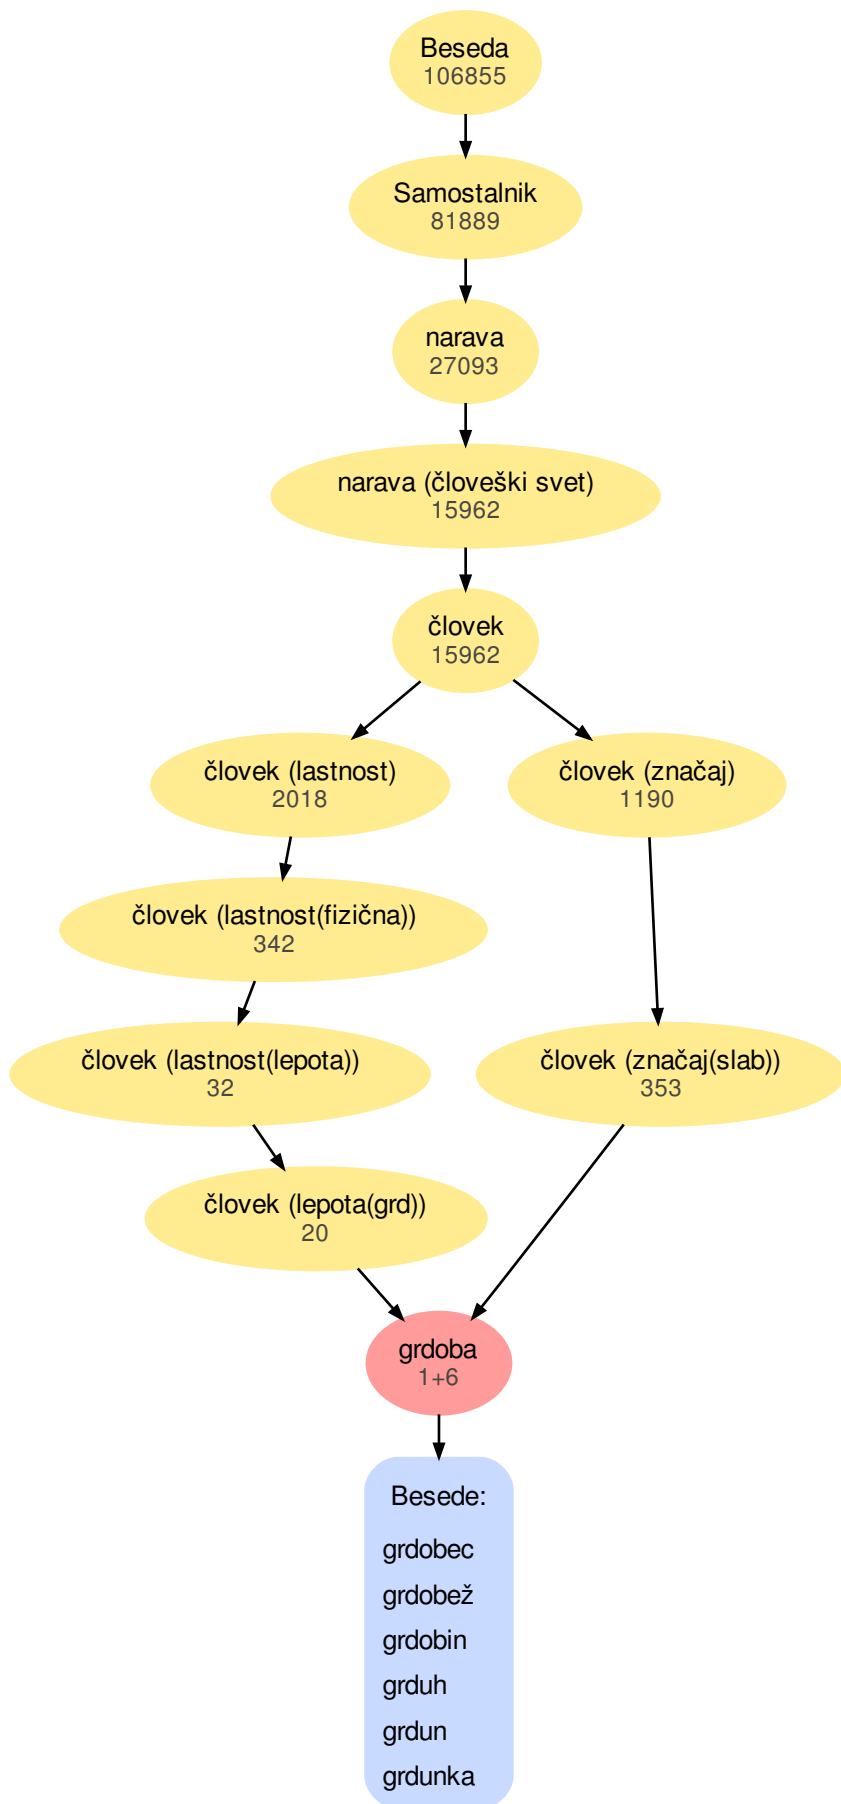 Beseda
106855
Samostalnik
81889
narava
27093
narava (človeški svet)
15962
človek
15962
človek (lastnost)
2018
človek (značaj)
1190
človek (lastnost(fizična))
342
človek (lastnost(lepota))
32
človek (značaj(slab))
353
človek (lepota(grd))
20
grdoba
1+6
Besede:
grdobec
grdobež
grdobin
grduh
grdun
grdunka